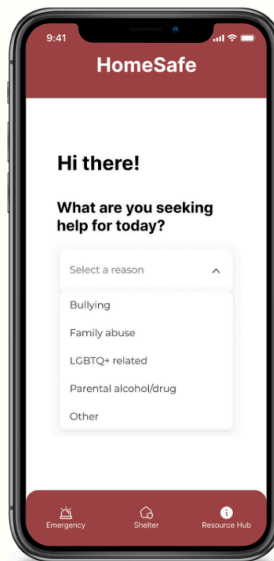 9:41
HomeSafe
Hi there!
What are you seeking
help for today?
Select a reason
Bullying
Family abuse
LGBTQ+ related
Parental alcohol/drug
Other
Emergency
Shelter
Resource Hub